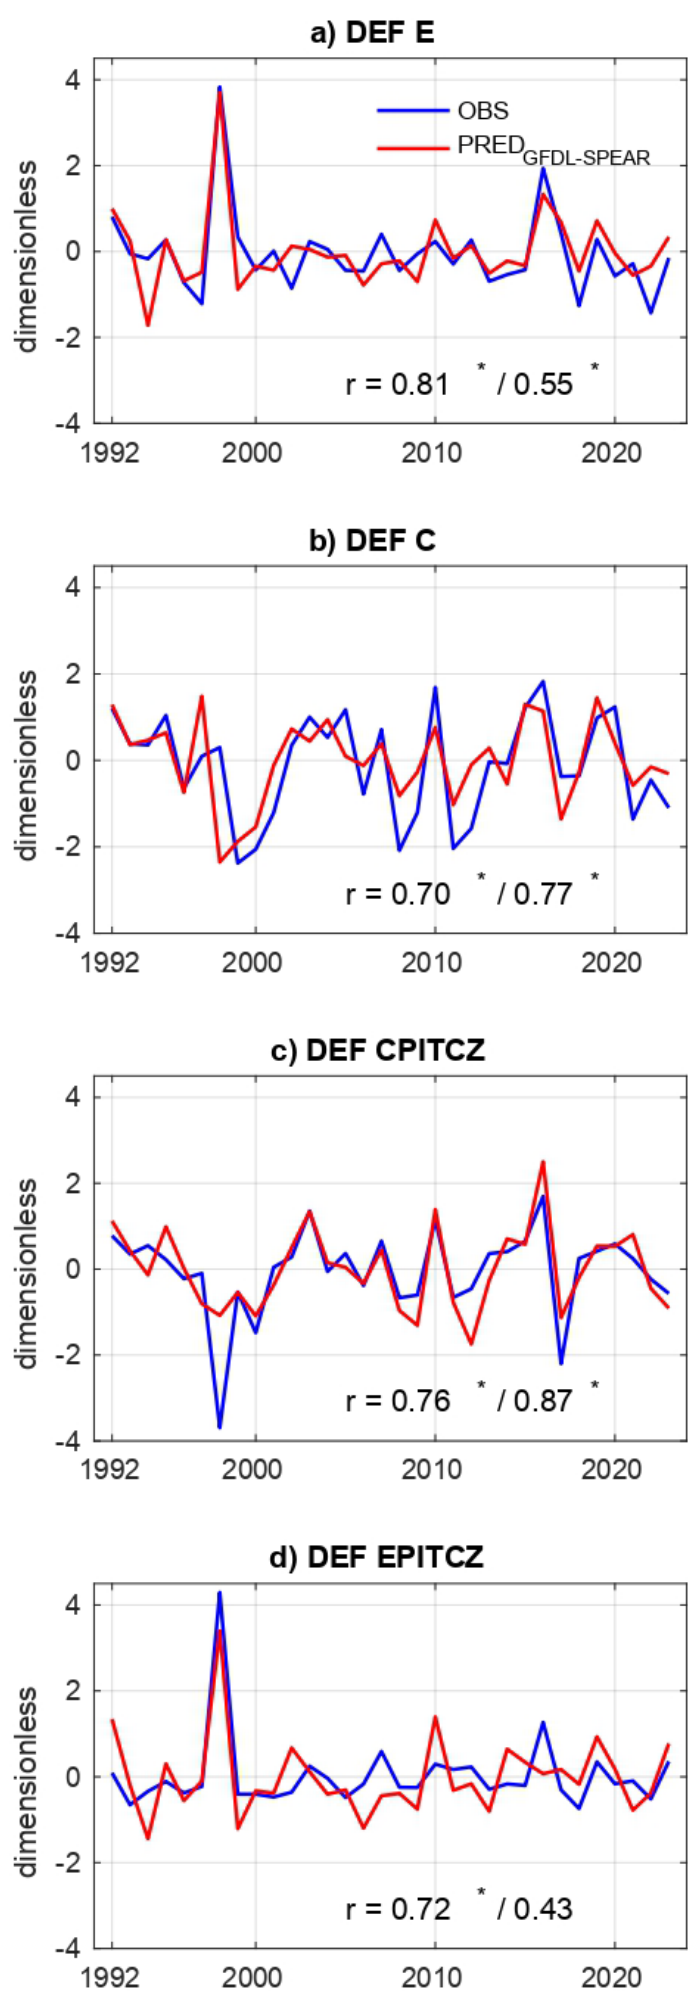 a) DEF E
4
2
0
-2
-4
dimensionless
OBS
PRED GFDL-SPEAR
r = 0.81 * / 0.55 *
1992 2000 2010 2020
b) DEF C
4
2
0
-2
-4
dimensionless
r = 0.70 * / 0.77 *
1992 2000 2010 2020
c) DEF CPITCZ
4
2
0
-2
-4
dimensionless
r = 0.76 * / 0.87 *
1992 2000 2010 2020
d) DEF EPITCZ
4
2
0
-2
-4
dimensionless
r = 0.72 * / 0.43
1992 2000 2010 2020